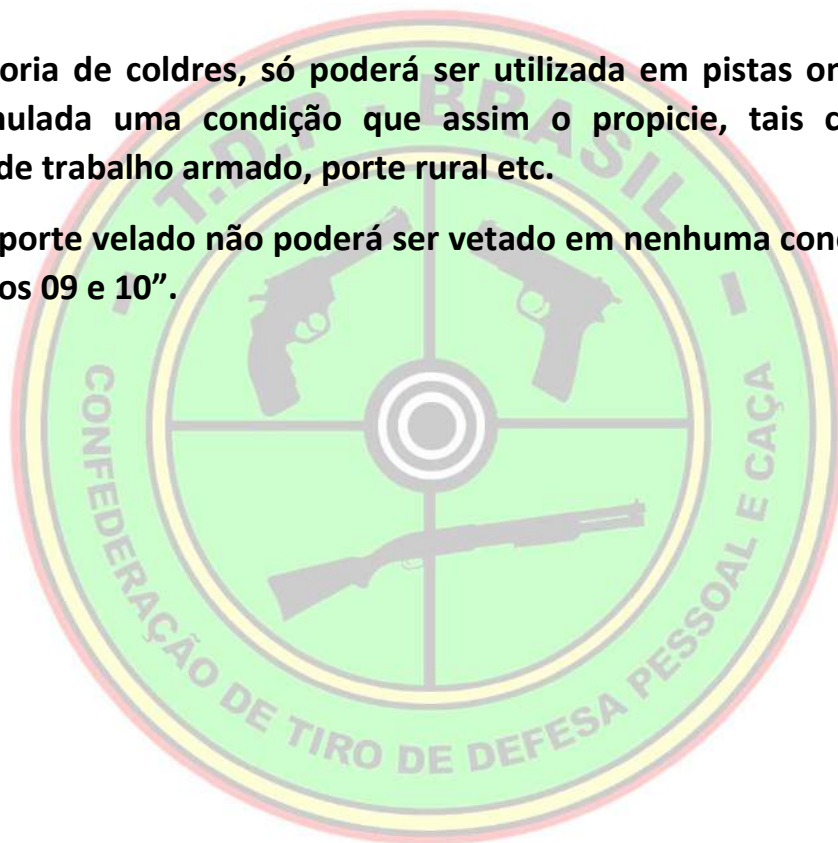 oria de coldres, só poderá ser utilizada em pistas
ulada uma condição que assim o propicie, tais
de trabalho armado, porte rural etc.
porte velado não poderá ser vetado em nenhuma
os 09 e 10”.
T.D.P - BRASIL
CONFEDERAÇÃO DE TIRO DE DEFESA PESSOAL E CAÇA